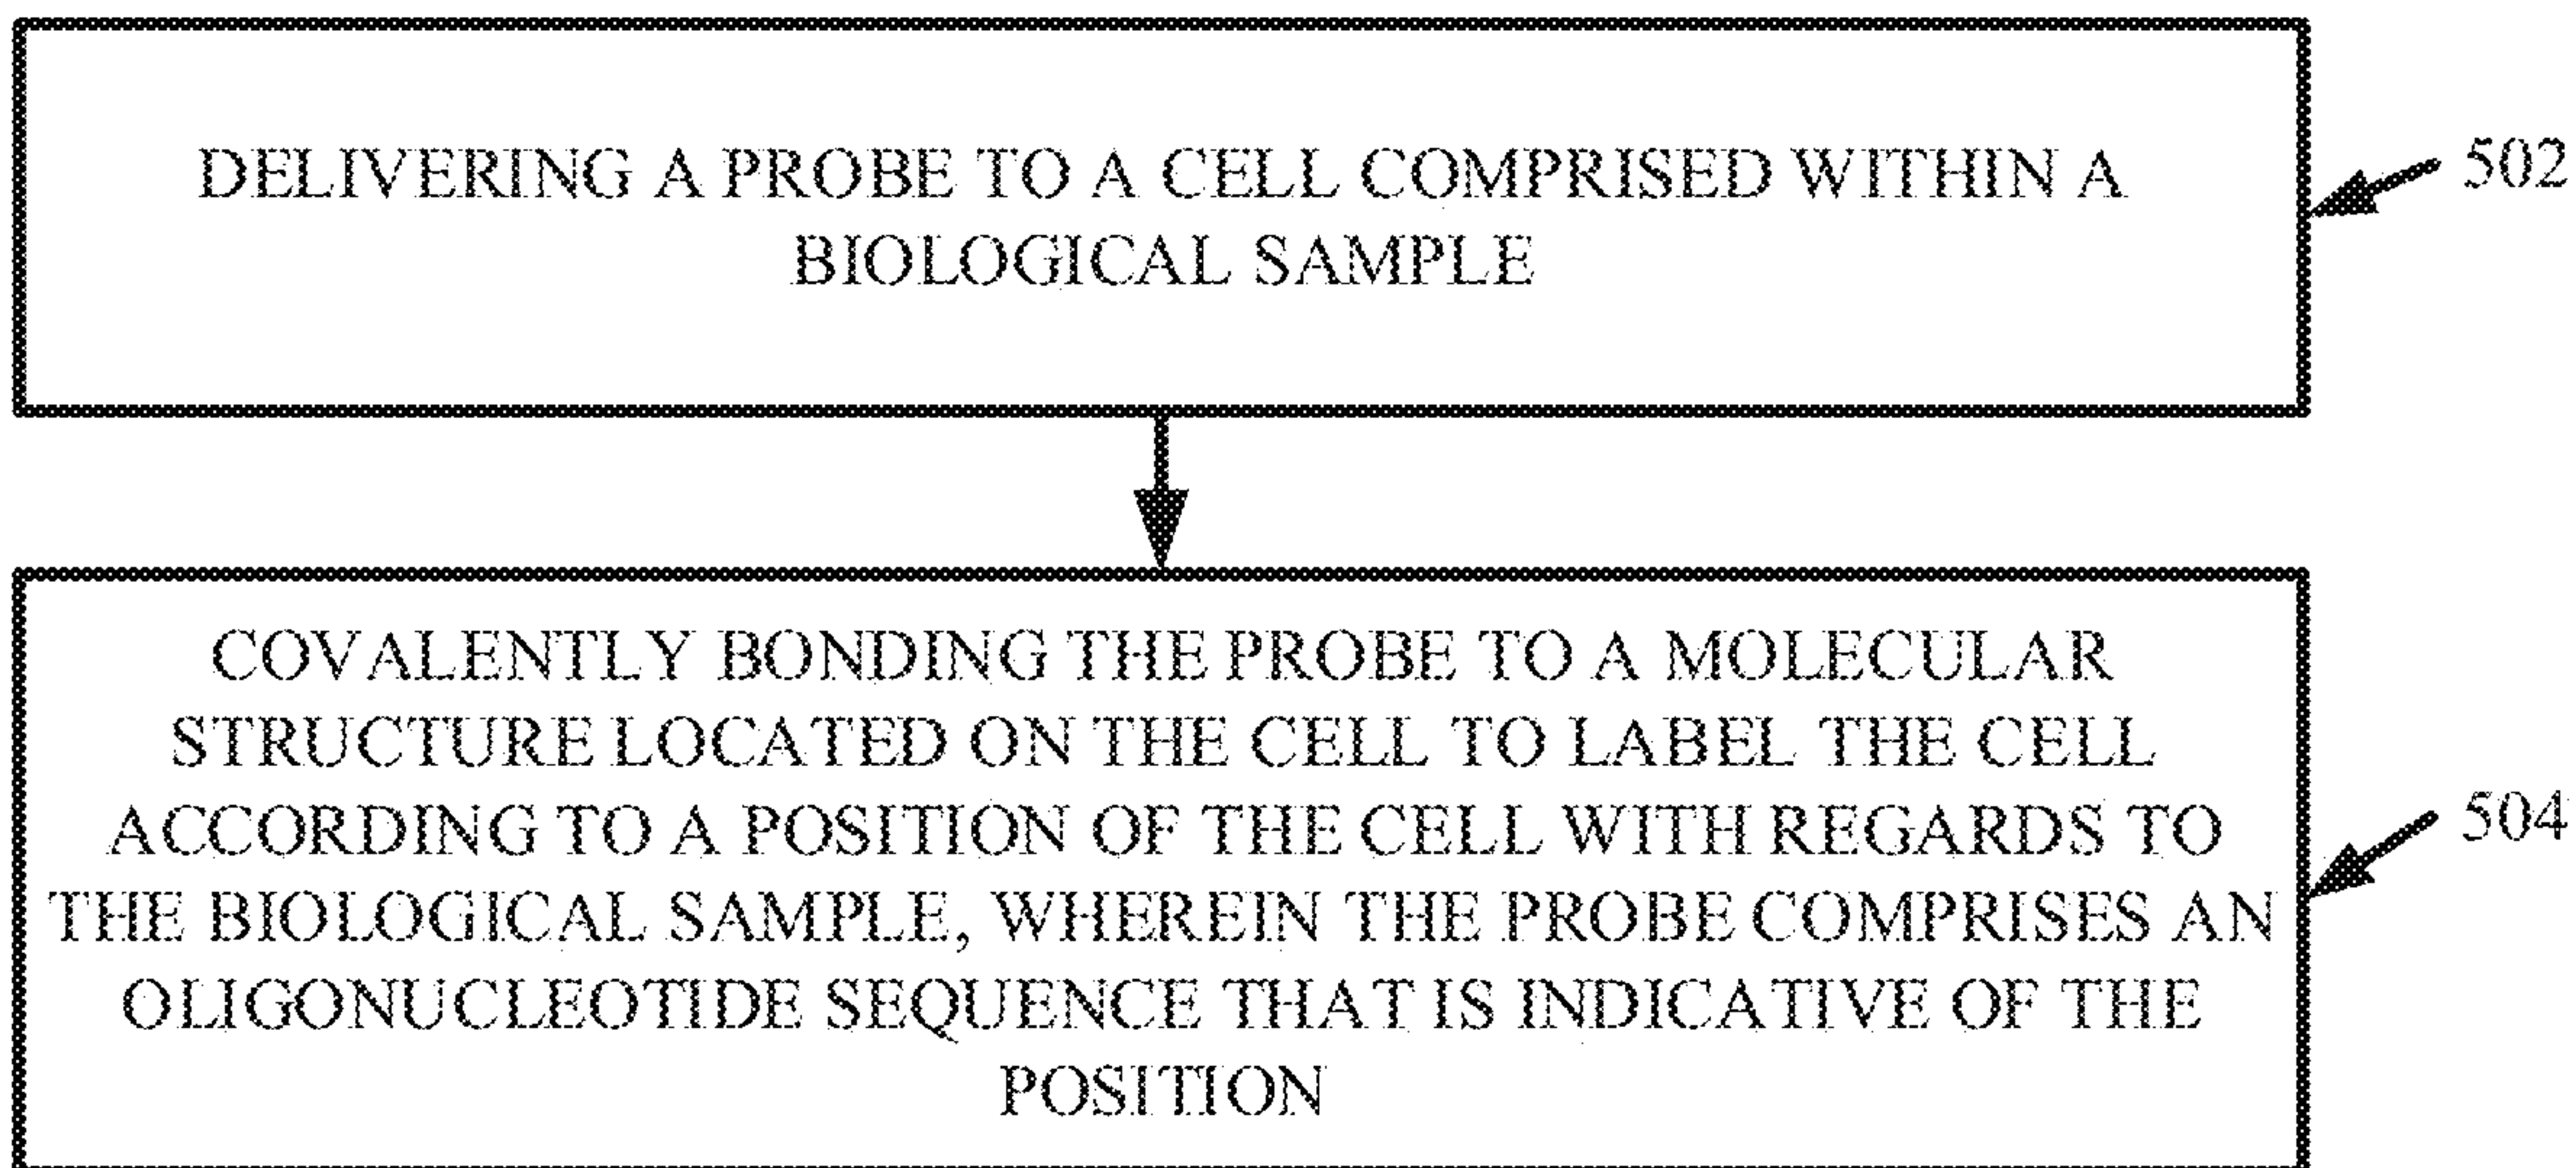 DELIVERING A PROBE TO A CELL COMPRISED WITHIN A
BIOLOGICAL SAMPLE
502
COVALENTLY BONDING THE PROBE TO A MOLECULAR
STRUCTURE LOCATED ON THE CELL TO LABEL THE CELL
ACCORDING TO A POSITION OF THE CELL WITH REGARDS TO
THE BIOLOGICAL SAMPLE, WHEREIN THE PROBE COMPRISES AN
OLIGONUCLEOTIDE SEQUENCE THAT IS INDICATIVE OF THE
POSITION
504